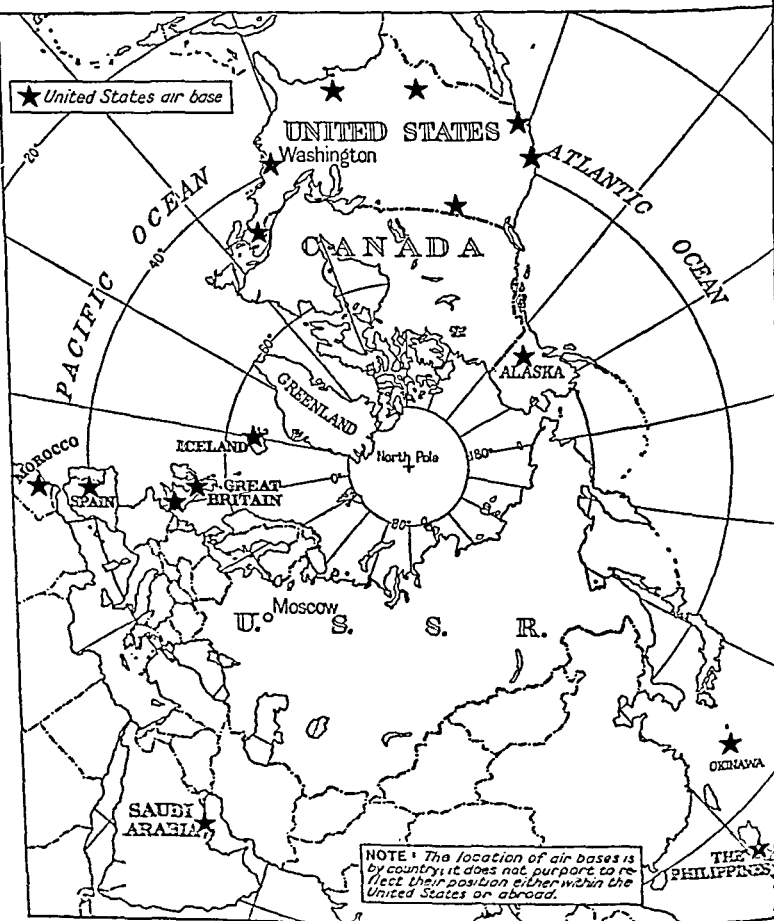 United States air base
UNITED STATES
Washington
ATLANTIC OCEAN
PACIFIC OCEAN
20°
40°
60°
CANADA
ALASKA
GREENLAND
ICELAND
North Pole
180°
0°
80°
MOROCCO
SPAIN
GREAT
BRITAIN
Moscow
U. S. S. R.
OKINAWA
SAUDI
ARABIA
THE
PHILIPPINES
NOTE: The location of air bases is
by country; it does not purport to re-
flect their position either within the
United States or abroad.